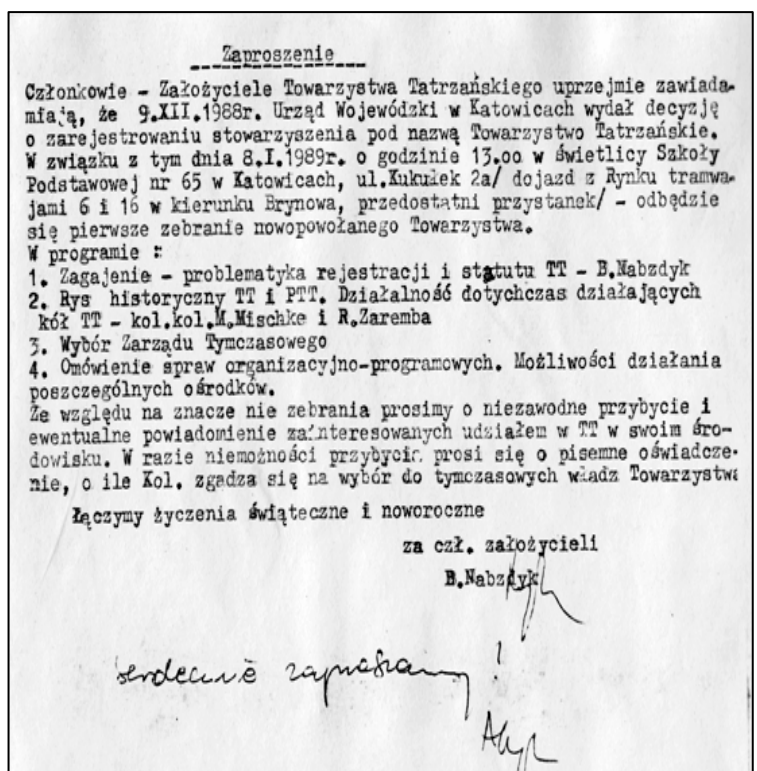 Zaproszenie
Członkowie – Założyciele Towarzystwa Tatrzańskiego uprzejmie zawiada-
miają, że 9.XII.1988r. Urząd Wojewódzki w Katowicach wydał decyzję
o zarejestrowaniu stowarzyszenia pod nazwą Towarzystwo Tatrzańskie.
W związku z tym dnia 8.I.1989r. o godzinie 13.oo w świetlicy Szkoły
Podstawowej nr 65 w Katowicach, ul.Kukułek 2a/ dojazd z Rynku tramwa-
jami 6 i 16 w kierunku Brynowa, przedostatni przystanek/ – odbędzie
się pierwsze zebranie nowopowołanego Towarzystwa.
W programie :
1. Zagajenie – problematyka rejestracji i statutu TT – B.Nabzdyk
2. Rys historyczny TT i PTT. Działalność dotychczas działających
kół TT – kol.kol.M.Mischke i R.Zaremba
3. Wybór Zarządu Tymczasowego
4. Omówienie spraw organizacyjno-programowych. Możliwości działania
poszczególnych ośrodków.
Ze względu na znacze nie zebrania prosimy o niezawodne przybycie i
ewentualne powiadomienie zainteresowanych udziałem w TT w swoim śro-
dowisku. W razie niemożności przybycia prosi się o pisemne oświadcze-
nie, o ile Kol. zgadza się na wybór do tymczasowych władz Towarzystwa
Łączymy życzenia świąteczne i noworoczne
za czł. założycieli
B.Nabzdyk
serdecznie zapraszamy !